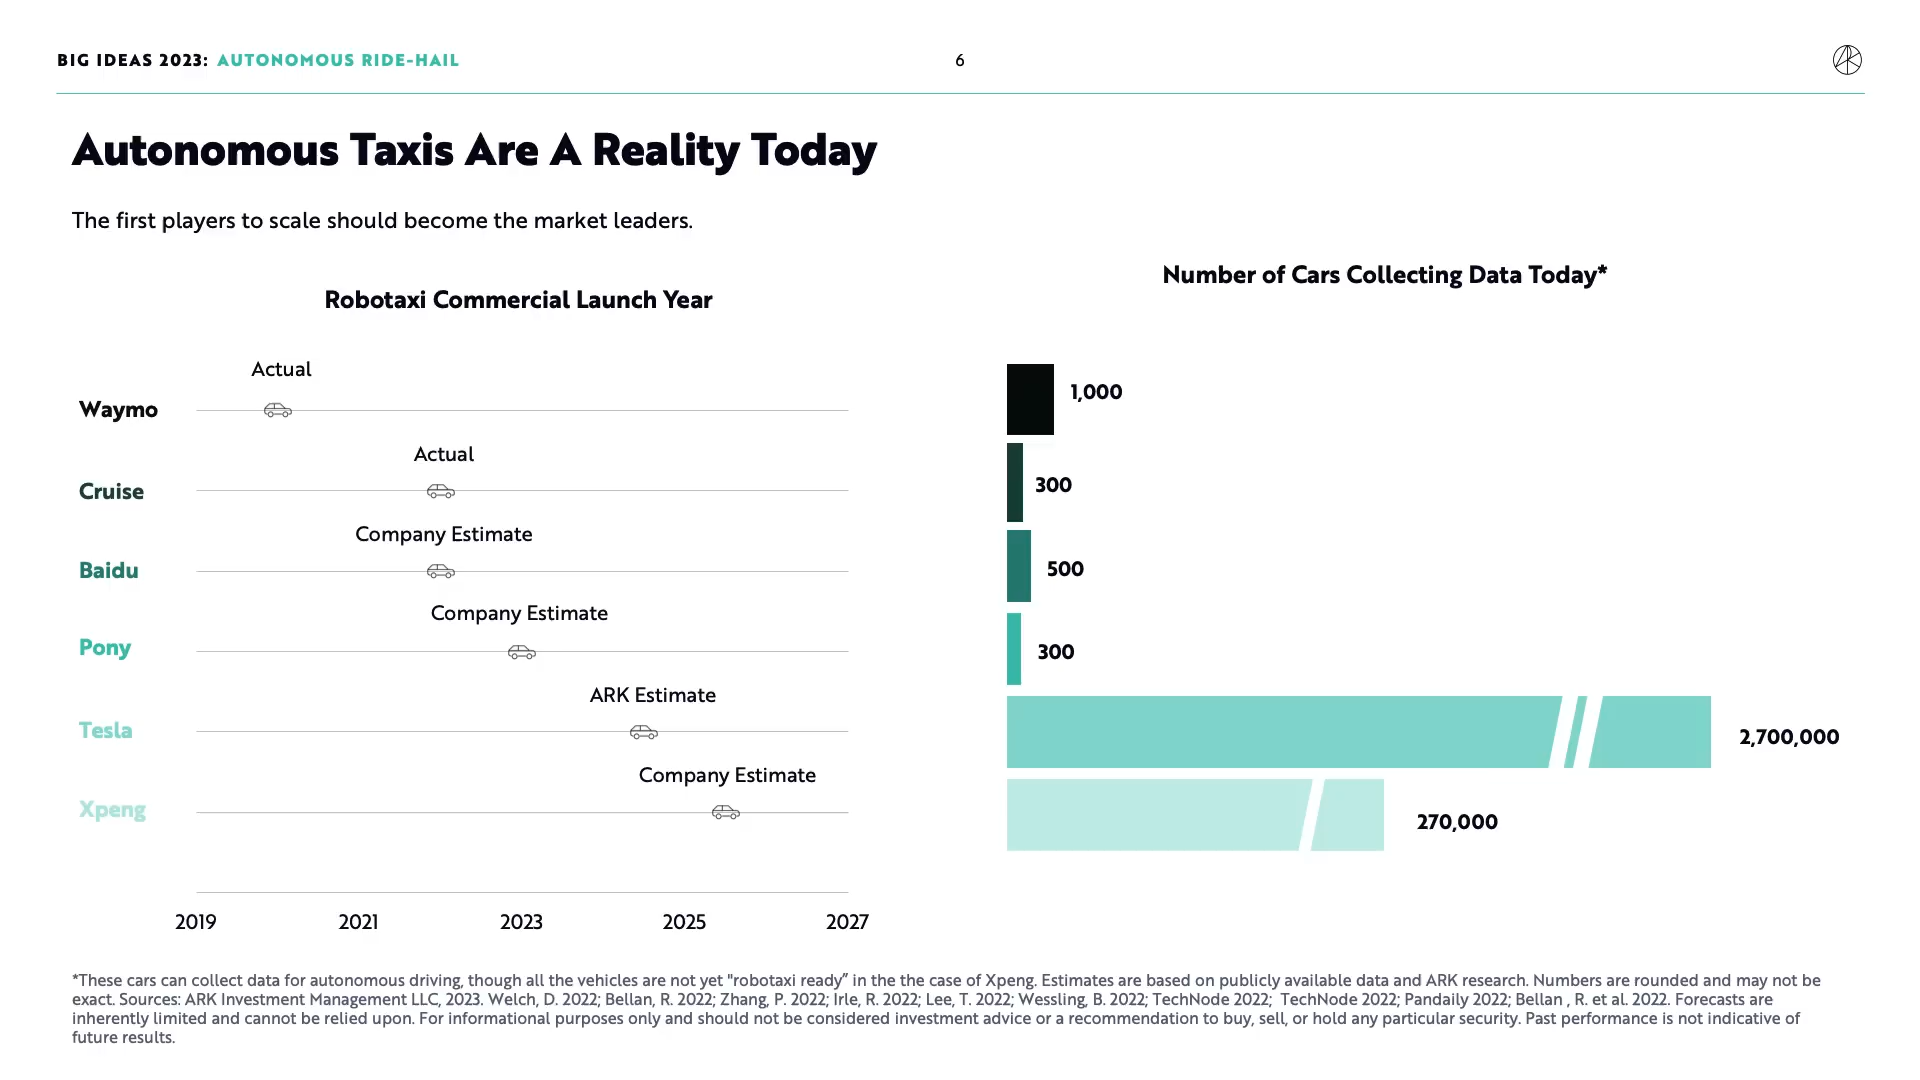 BIG IDEAS 2023: AUTONOMOUS RIDE-HAIL
6
Autonomous Taxis Are A Reality Today
The first players to scale should become the market leaders.
Robotaxi Commercial Launch Year
Actual
Waymo
Actual
Cruise
Company Estimate
Baidu
Company Estimate
Pony
ARK Estimate
Tesla
Company Estimate
Xpeng
2019 2021 2023 2025 2027
Number of Cars Collecting Data Today*
1,000
300
500
300
2,700,000
270,000
*These cars can collect data for autonomous driving, though all the vehicles are not yet "robotaxi ready” in the the case of Xpeng. Estimates are based on publicly available data and ARK research. Numbers are rounded and may not be
exact. Sources: ARK Investment Management LLC, 2023. Welch, D. 2022; Bellan, R. 2022; Zhang, P. 2022; Irle, R. 2022; Lee, T. 2022; Wessling, B. 2022; TechNode 2022; TechNode 2022; Pandaily 2022; Bellan , R. et al. 2022. Forecasts are
inherently limited and cannot be relied upon. For informational purposes only and should not be considered investment advice or a recommendation to buy, sell, or hold any particular security. Past performance is not indicative of
future results.